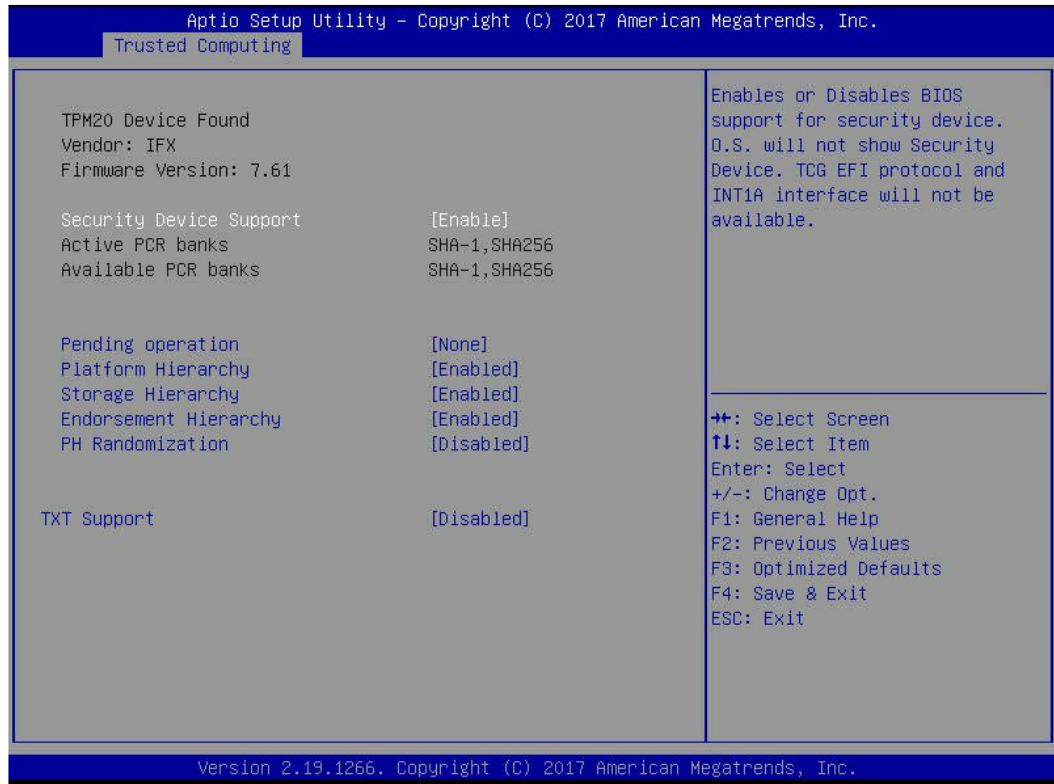 Aptio Setup Utility – Copyright (C) 2017 American Megatrends, Inc.
Trusted Computing
TPM20 Device Found
Vendor: IFX
Firmware Version: 7.61
Security Device Support [Enable]
Active PCR banks SHA-1,SHA256
Available PCR banks SHA-1,SHA256
Pending operation [None]
Platform Hierarchy [Enabled]
Storage Hierarchy [Enabled]
Endorsement Hierarchy [Enabled]
PH Randomization [Disabled]
TXT Support [Disabled]
Enables or Disables BIOS
support for security device.
O.S. will not show Security
Device. TCG EFI protocol and
INT1A interface will not be
available.
→←: Select Screen
↑↓: Select Item
Enter: Select
+/-: Change Opt.
F1: General Help
F2: Previous Values
F3: Optimized Defaults
F4: Save & Exit
ESC: Exit
Version 2.19.1266. Copyright (C) 2017 American Megatrends, Inc.